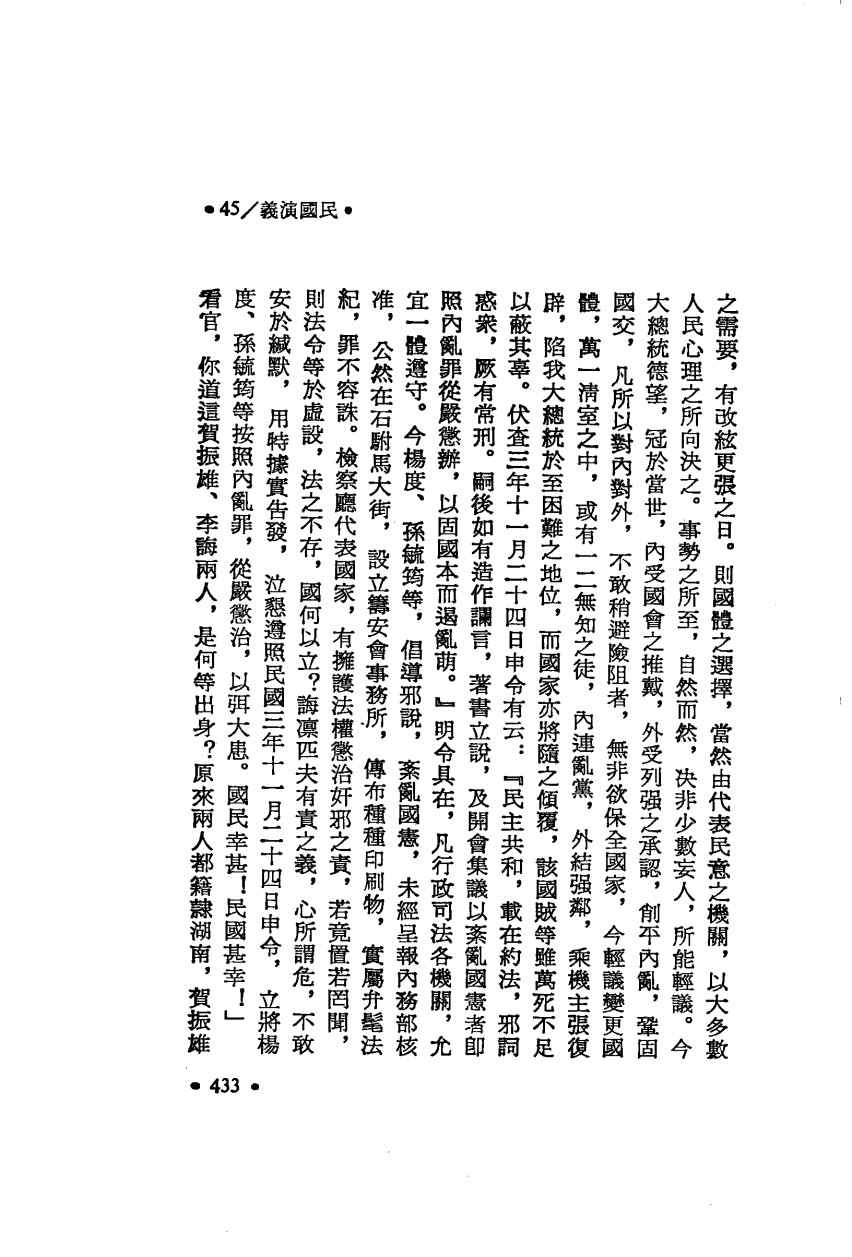 •45/義演國民•
之需要，有改絃更張之日。則國體之選擇，當然由代表民意之機關，以大多數
人民心理之所向決之。事勢之所至，自然而然，決非少數妄人，所能輕議。今
大總統德望，冠於當世，內受國會之推戴，外受列强之承認，創平內亂，鞏固
國交，凡所以對內對外，不敢稍避險阻者，無非欲保全國家，今輕議變更國
體，萬一清室之中，或有一二無知之徒，內連亂黨，外結强鄰，乘機主張復
辟，陷我大總統於至困難之地位，而國家亦將隨之傾覆，該國賊等雖萬死不足
以蔽其辜。伏查三年十一月二十四日申令有云：『民主共和，載在約法，邪詞
惑衆，厥有常刑。嗣後如有造作讕言，著書立說，及開會集議以紊亂國憲者卽
照內亂罪從嚴懲辦，以固國本而遏亂萌。』明令具在，凡行政司法各機關，允
宜一體遵守。今楊度、孫毓筠等，倡導邪說，紊亂國憲，未經呈報內務部核
准，公然在石駙馬大街，設立籌安會事務所，傳布種種印刷物，實屬弁髦法
紀，罪不容誅。檢察廳代表國家，有擁護法權懲治奸邪之責，若竟置若罔聞，
則法令等於虛設，法之不存，國何以立？誨凛匹夫有責之義，心所謂危，不敢
安於緘默，用特據實告發，泣懇遵照民國三年十一月二十四日申令，立將楊
度、孫毓筠等按照內亂罪，從嚴懲治，以弭大患。國民幸甚！民國甚幸！」
看官，你道這賀振雄、李誨兩人，是何等出身？原來兩人都籍隸湖南，賀振雄
•433•